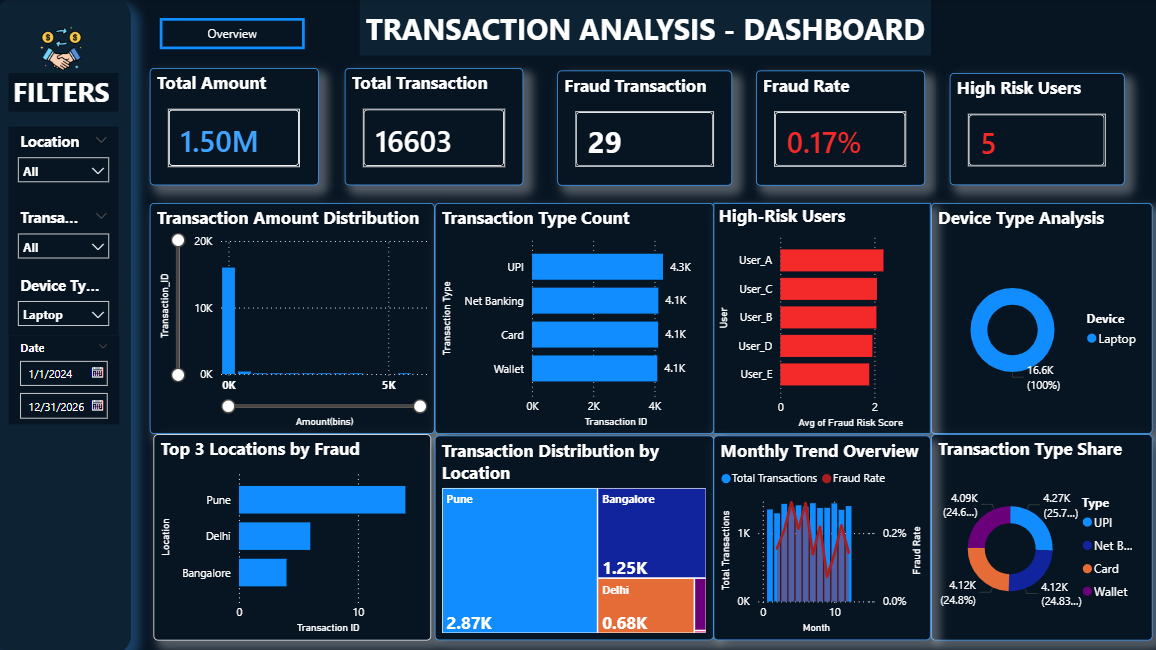 Overview
TRANSACTION ANALYSIS - DASHBOARD
FILTERS
Location
All
Transa...
All
Device Ty...
Laptop
Date
1/1/2024
12/31/2026
Total Amount
1.50M
Total Transaction
16603
Fraud Transaction
29
Fraud Rate
0.17%
High Risk Users
5
Transaction Amount Distribution
Transaction_ID
20K
10K
0K
0K 5K
Amount(bins)
Transaction Type Count
Transaction Type
UPI 4.3K
Net Banking 4.1K
Card 4.1K
Wallet 4.1K
0K 2K 4K
Transaction ID
High-Risk Users
User
User_A
User_C
User_B
User_D
User_E
0 2
Avg of Fraud Risk Score
Device Type Analysis
Device
Laptop
16.6K
(100%)
Top 3 Locations by Fraud
Location
Pune
Delhi
Bangalore
0 10
Transaction ID
Transaction Distribution by
Location
Pune
2.87K
Bangalore
1.25K
Delhi
0.68K
Monthly Trend Overview
Total Transactions Fraud Rate
Total Transactions
1K
0K
0.2%
0.0%
Fraud Rate
0 10
Month
Transaction Type Share
4.09K
(24.6...)
4.27K
(25.7...)
4.12K
(24.8%)
4.12K
(24.83...)
Type
UPI
Net B...
Card
Wallet